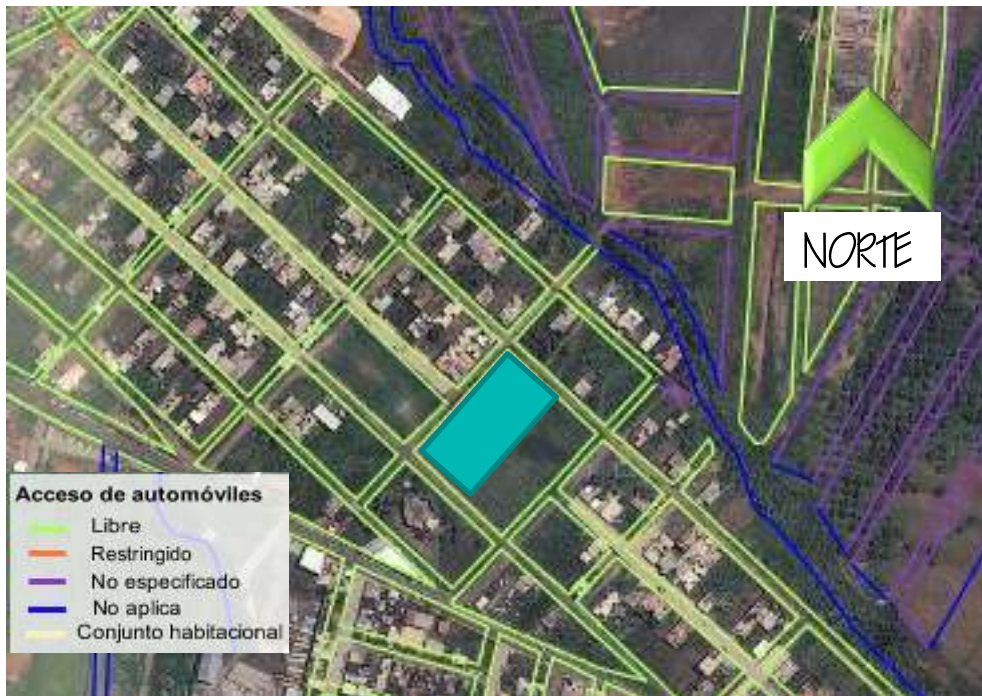 NORTE
Acceso de automóviles
Libre
Restringido
No especificado
No aplica
Conjunto habitacional